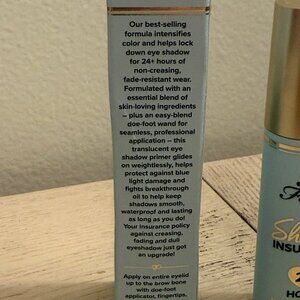 Our best-selling
formula intensifies
color and helps lock
down eye shadow
for 24+ hours of
non-creasing,
fade-resistant wear.
Formulated with an
essential blend of
skin-loving ingredients
– plus an easy-blend
doe-foot wand for
seamless, professional
application – this
translucent eye
shadow primer glides
on weightlessly, helps
protect against blue
light damage and
fights breakthrough
oil to help keep
shadows smooth,
waterproof and lasting
as long as you do!
Your insurance policy
against creasing,
fading and dull
eyeshadow just got
an upgrade!
Apply on entire eyelid
up to the brow bone
with doe-foot
applicator, fingertips,
Sh
INSU
HO